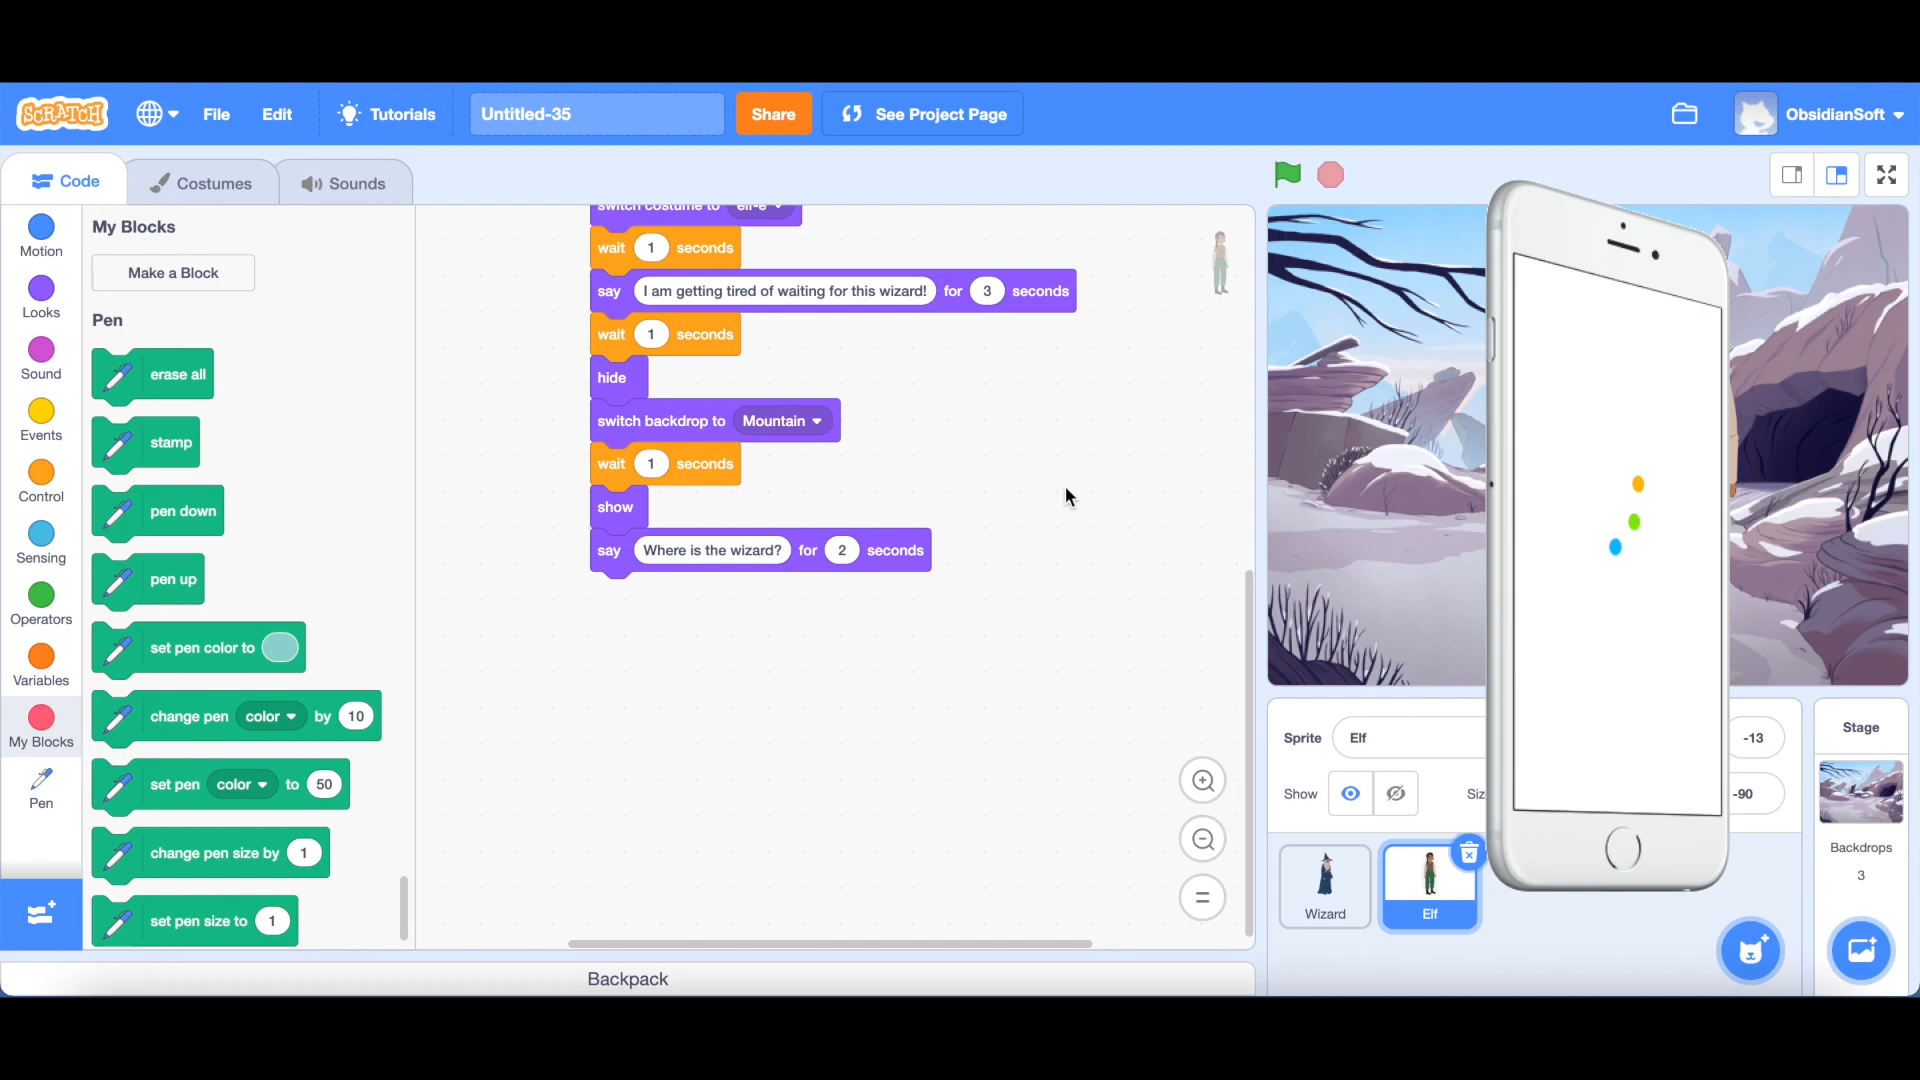 SCRATCH File Edit Tutorials Untitled-35 Share See Project Page ObsidianSoft
Code Costumes Sounds
Motion
Looks
Sound
Events
Control
Sensing
Operators
Variables
My Blocks
Pen
My Blocks
Make a Block
Pen
erase all
stamp
pen down
pen up
set pen color to
change pen color by 10
set pen color to 50
change pen size by 1
set pen size to 1
switch costume to elf-e
wait 1 seconds
say I am getting tired of waiting for this wizard! for 3 seconds
wait 1 seconds
hide
switch backdrop to Mountain
wait 1 seconds
show
say Where is the wizard? for 2 seconds
Backpack
Sprite Elf -13
Show Siz -90
Wizard
Elf
Stage
Backdrops
3